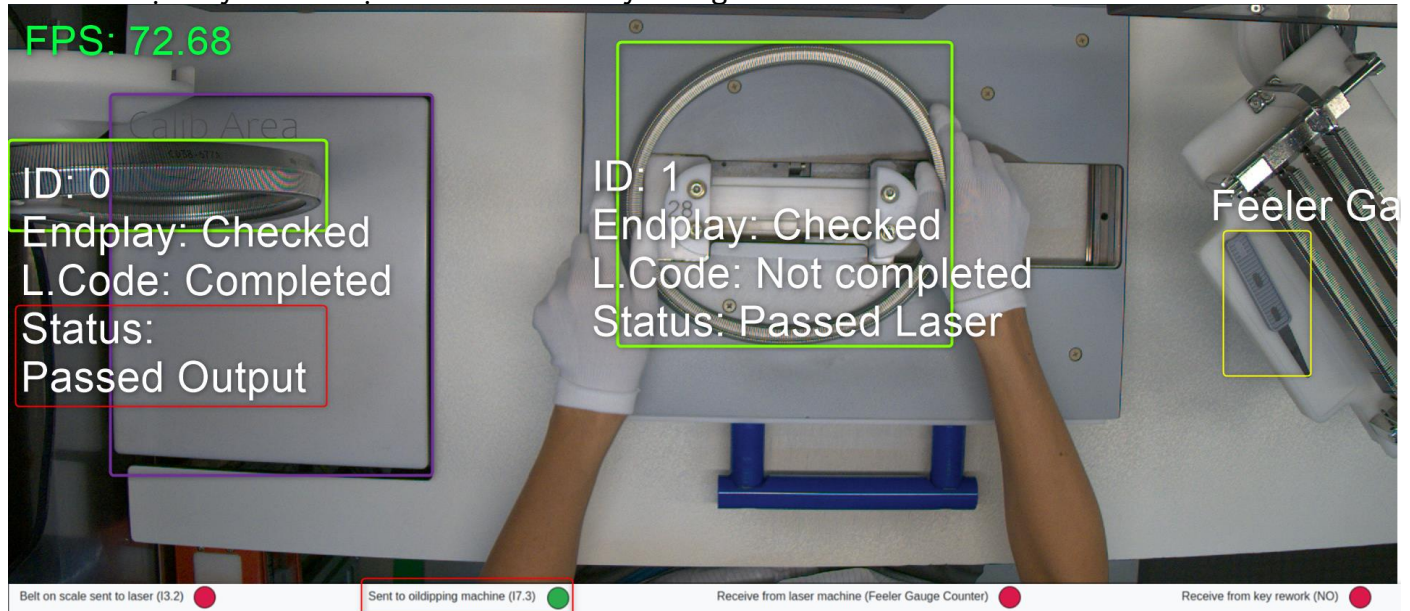 FPS: 72.68
Calib Area
ID: 0
Endplay: Checked
L.Code: Completed
Status:
Passed Output
ID: 1
28
Endplay: Checked
L.Code: Not completed
Status: Passed Laser
Feeler Ga
Belt on scale sent to laser (I3.2)
Sent to oildipping machine (I7.3)
Receive from laser machine (Feeler Gauge Counter)
Receive from key rework (NO)